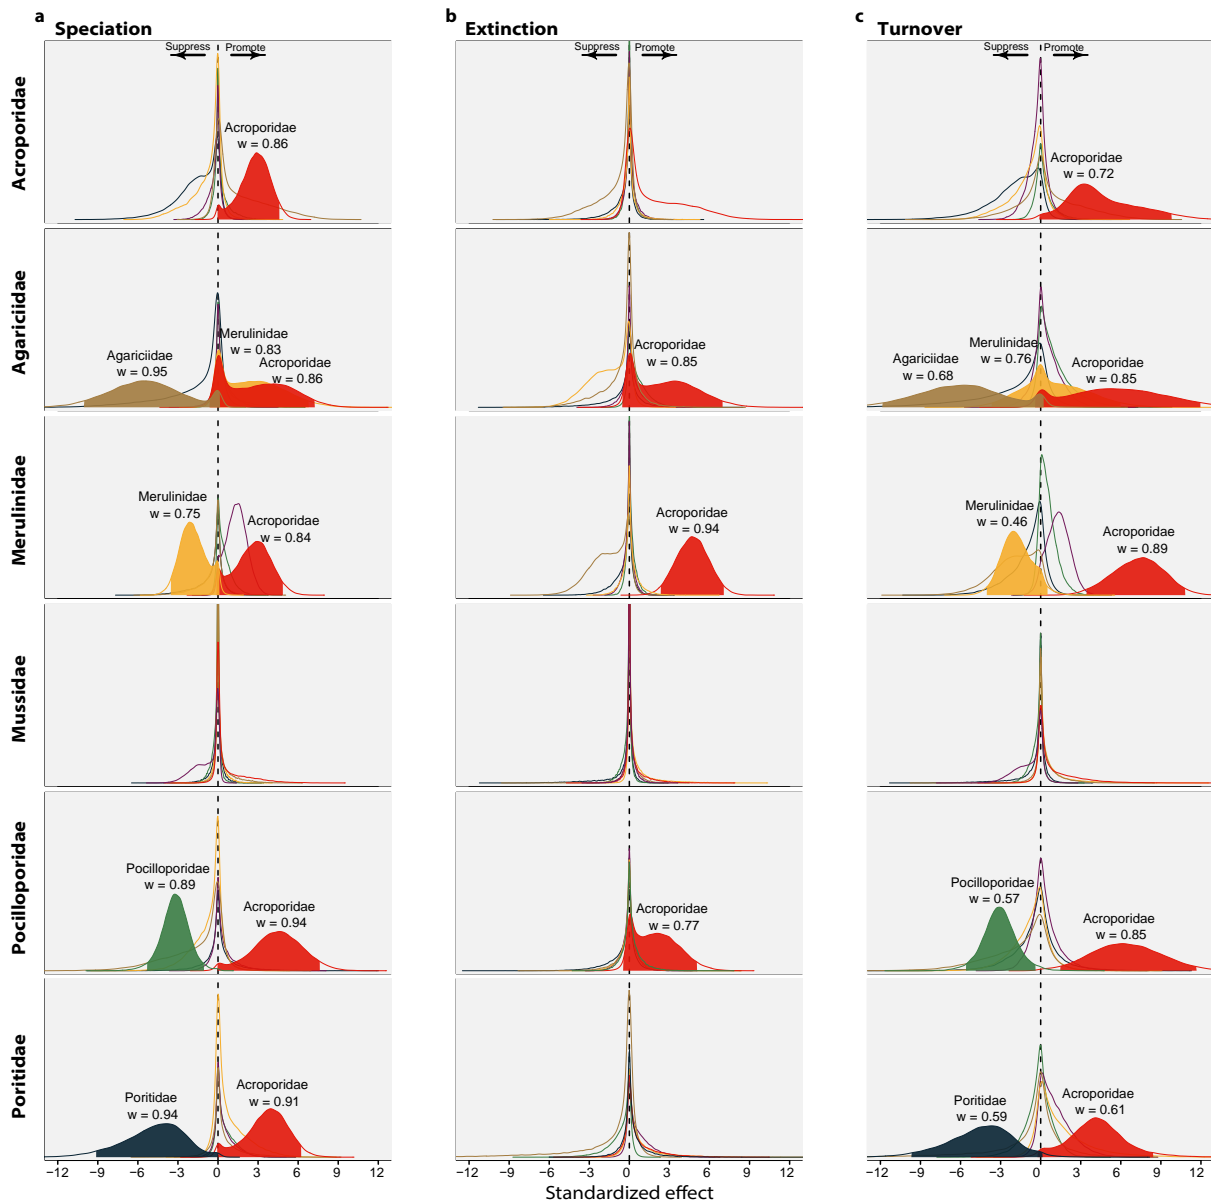 a Speciation
b Extinction
c Turnover
Suppress Promote
Suppress Promote
Suppress Promote
Acroporidae
Acroporidae
w = 0.86
Acroporidae
w = 0.72
Agariciidae
Agariciidae
w = 0.95
Merulinidae
w = 0.83
Acroporidae
w = 0.86
Acroporidae
w = 0.85
Agariciidae
w = 0.68
Merulinidae
w = 0.76
Acroporidae
w = 0.85
Merulinidae
Merulinidae
w = 0.75
Acroporidae
w = 0.84
Acroporidae
w = 0.94
Merulinidae
w = 0.46
Acroporidae
w = 0.89
Mussidae
Pocilloporidae
Pocilloporidae
w = 0.89
Acroporidae
w = 0.94
Acroporidae
w = 0.77
Pocilloporidae
w = 0.57
Acroporidae
w = 0.85
Poritidae
Poritidae
w = 0.94
Acroporidae
w = 0.91
Poritidae
w = 0.59
Acroporidae
w = 0.61
−12 −9 −6 −3 0 3 6 9 12
−12 −9 −6 −3 0 3 6 9 12
−12 −9 −6 −3 0 3 6 9 12
Standardized effect